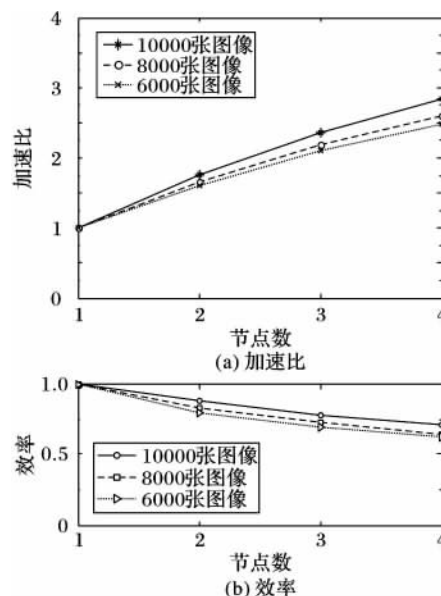 4
3
2
1
0
加速比
10000张图像
8000张图像
6000张图像
1 2 3 4
节点数
(a) 加速比
1.0
0.5
0
效率
10000张图像
8000张图像
6000张图像
1 2 3 4
节点数
(b) 效率